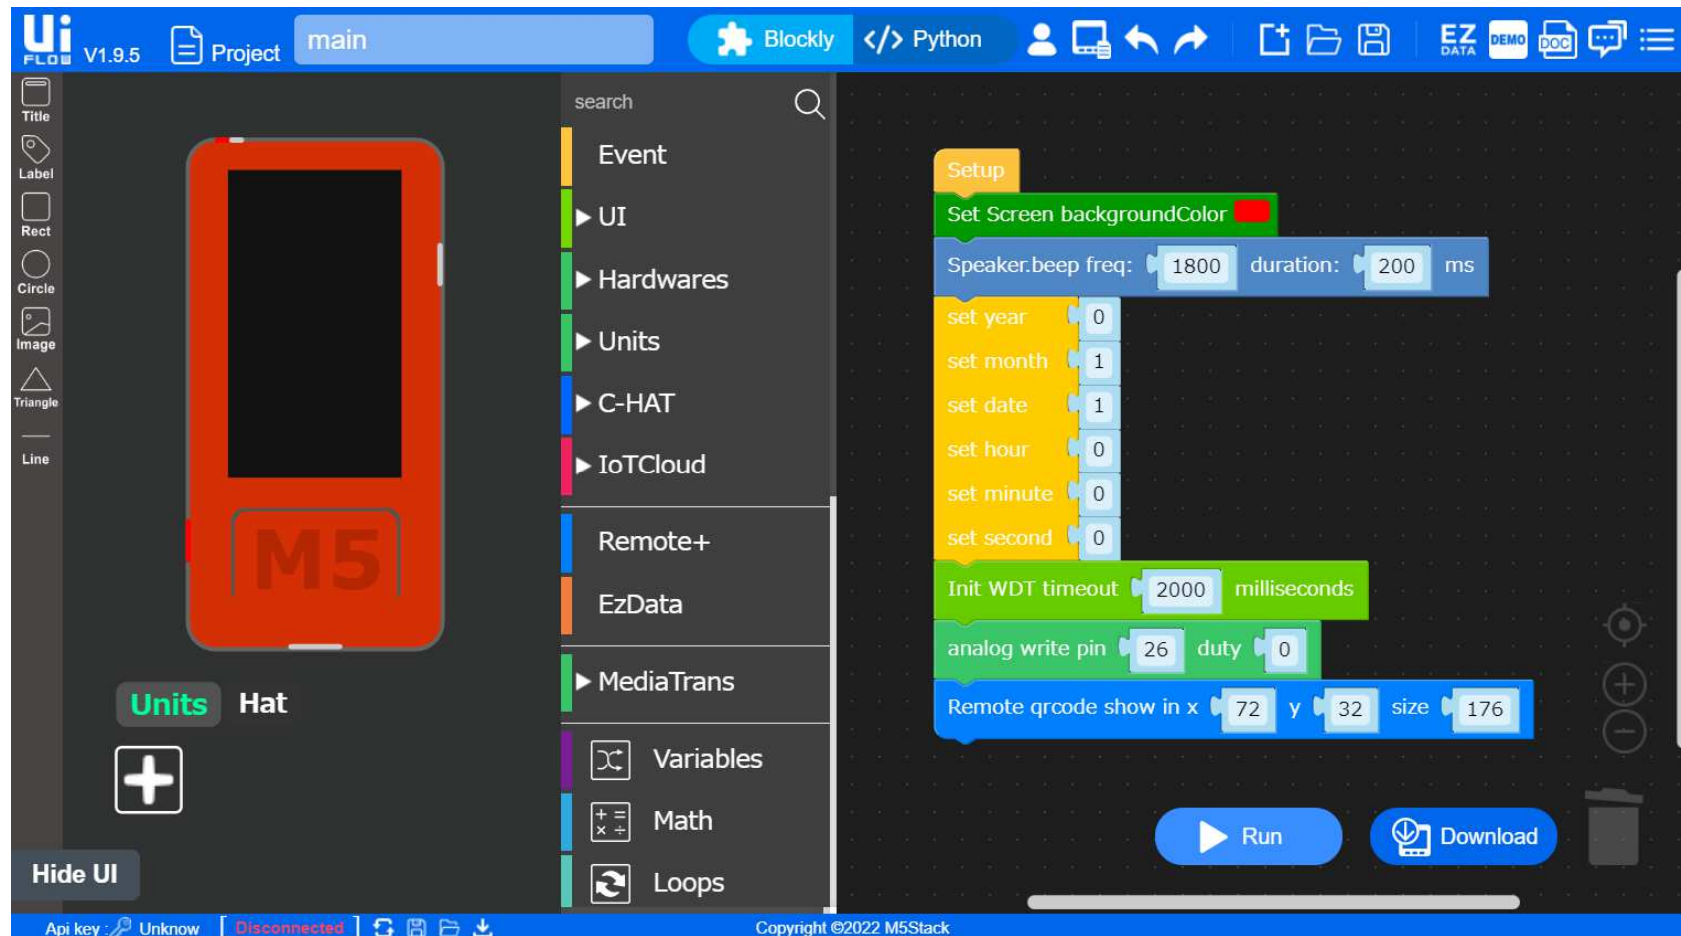 Ui
FLOW
V1.9.5
Project
main
Blockly
</> Python
EZ
DATA
DEMO
DOC
Title
Label
Rect
Circle
Image
Triangle
Line
M5
Units
Hat
Hide UI
search
Event
UI
Hardwares
Units
C-HAT
IoTCloud
Remote+
EzData
MediaTrans
Variables
Math
Loops
Setup
Set Screen backgroundColor
Speaker.beep freq: 1800 duration: 200 ms
set year 0
set month 1
set date 1
set hour 0
set minute 0
set second 0
Init WDT timeout 2000 milliseconds
analog write pin 26 duty 0
Remote qrcode show in x 72 y 32 size 176
Run
Download
Api key : Unknow [ Disconnected ]
Copyright ©2022 M5Stack